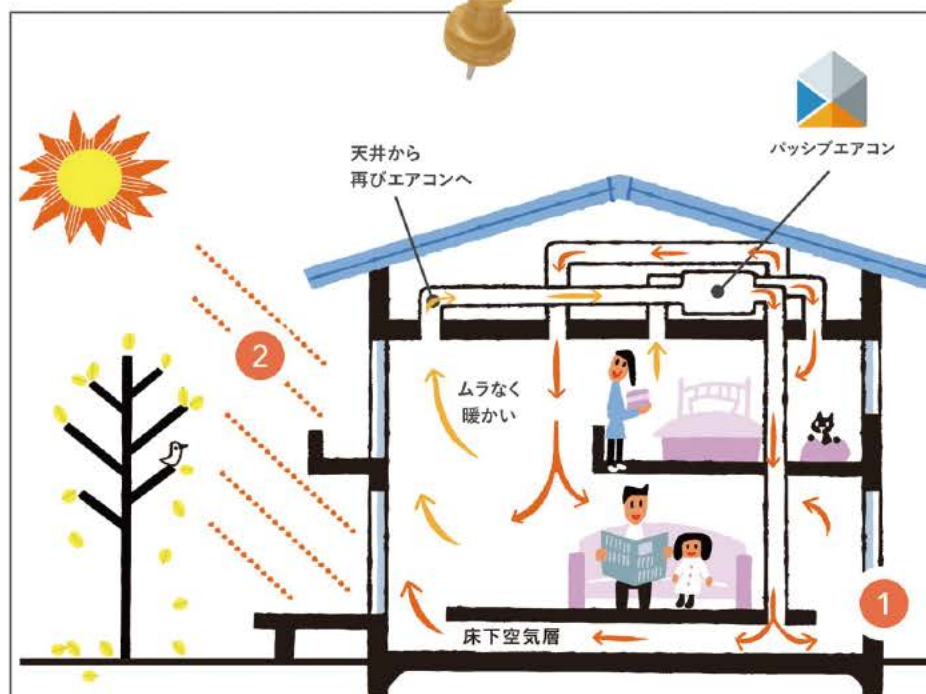 天井から
再びエアコンへ
パッシブエアコン
2
ムラなく
暖かい
1
床下空気層